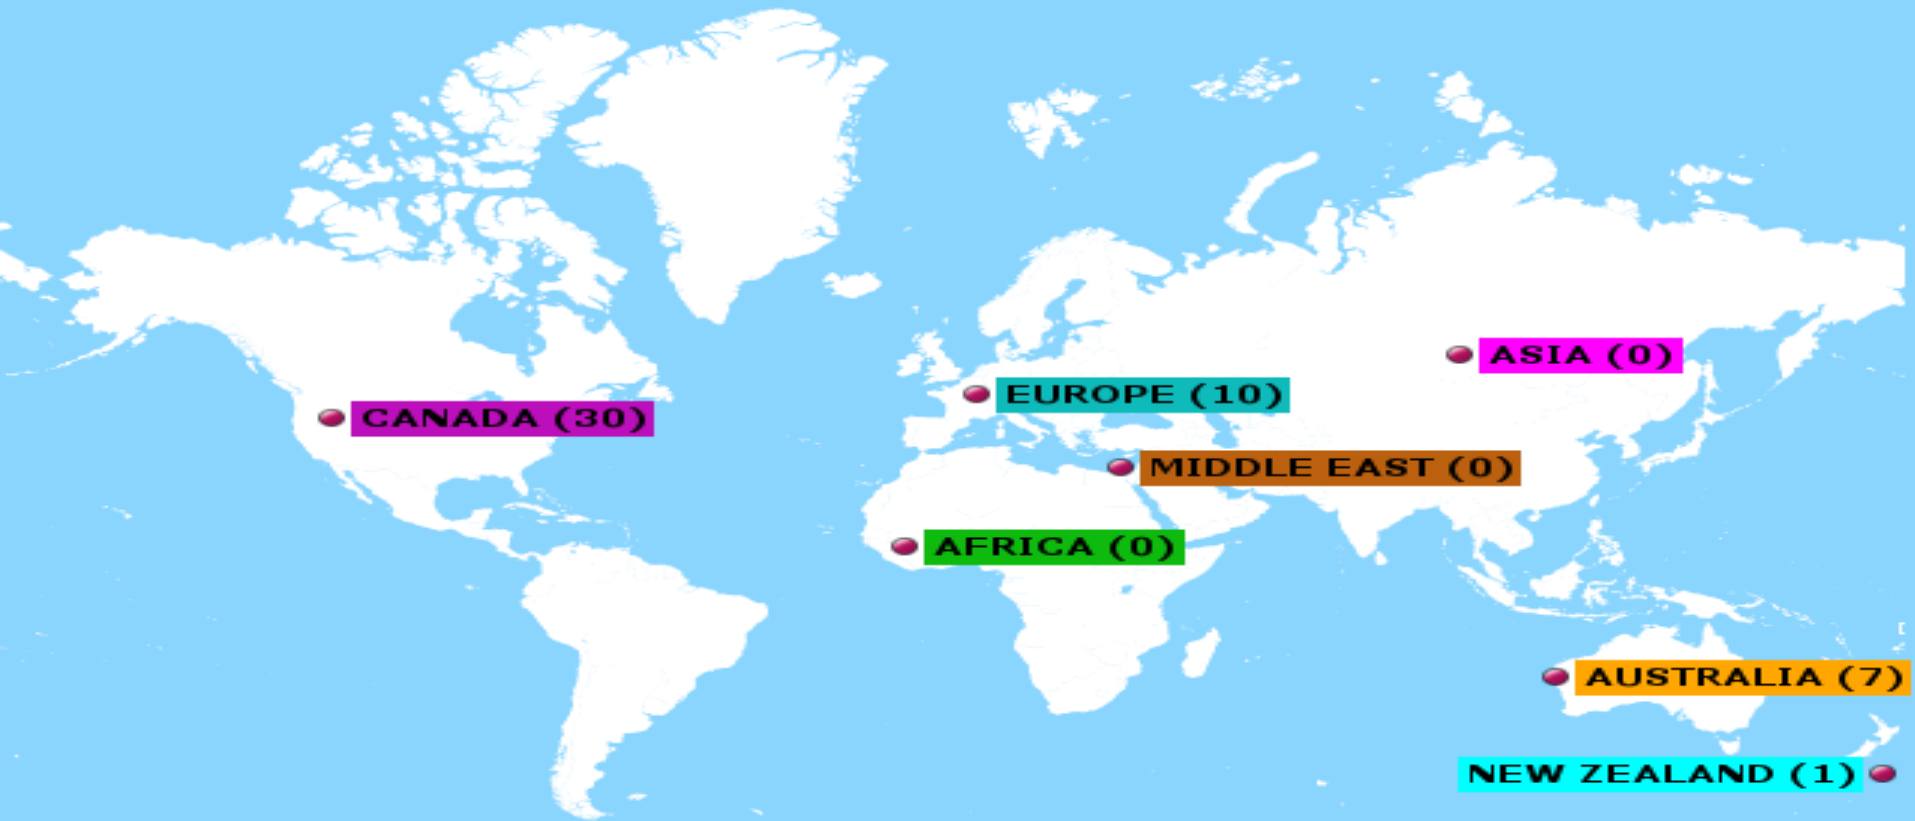 ASIA (0)
EUROPE (10)
CANADA (30)
MIDDLE EAST (0)
AFRICA (0)
AUSTRALIA (7)
NEW ZEALAND (1)